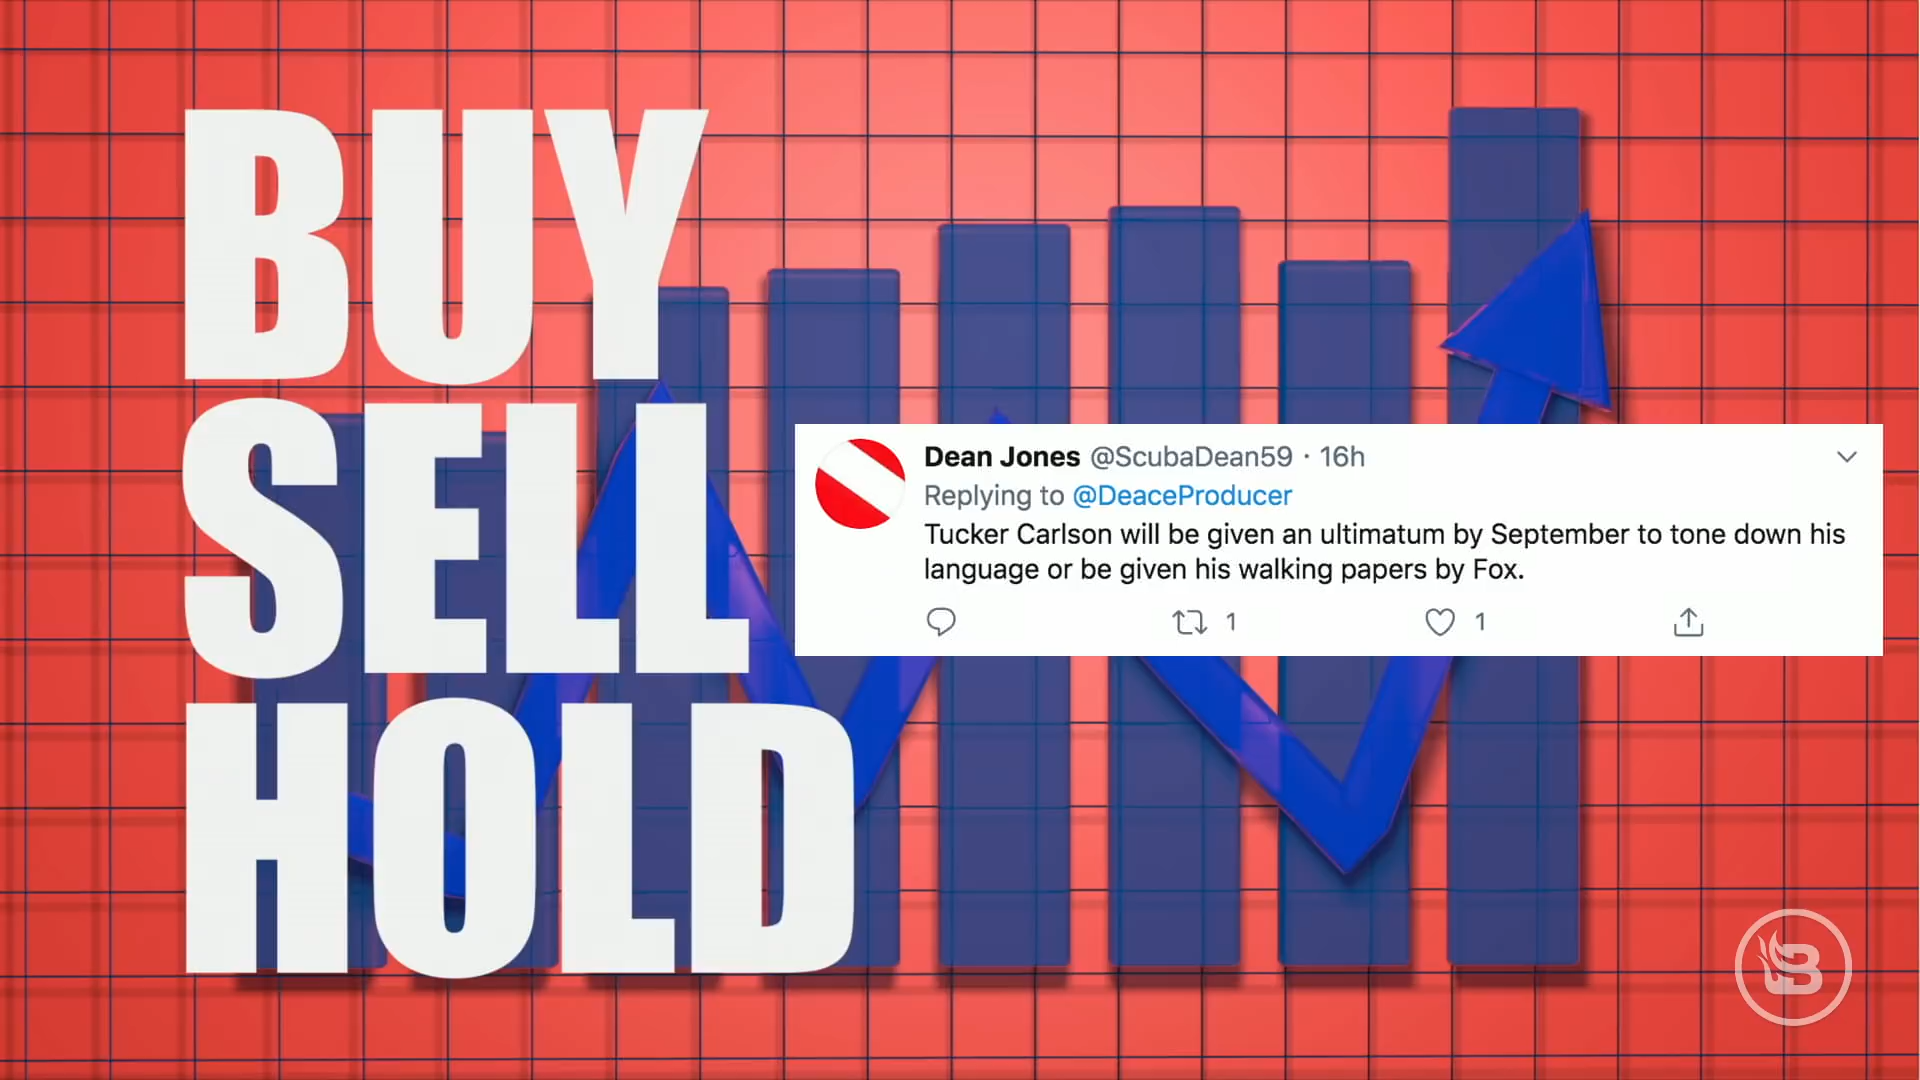 BUY
SELL
HOLD
Dean Jones @ScubaDean59 · 16h
Replying to @DeaceProducer
Tucker Carlson will be given an ultimatum by September to tone down his
language or be given his walking papers by Fox.
1 1
B